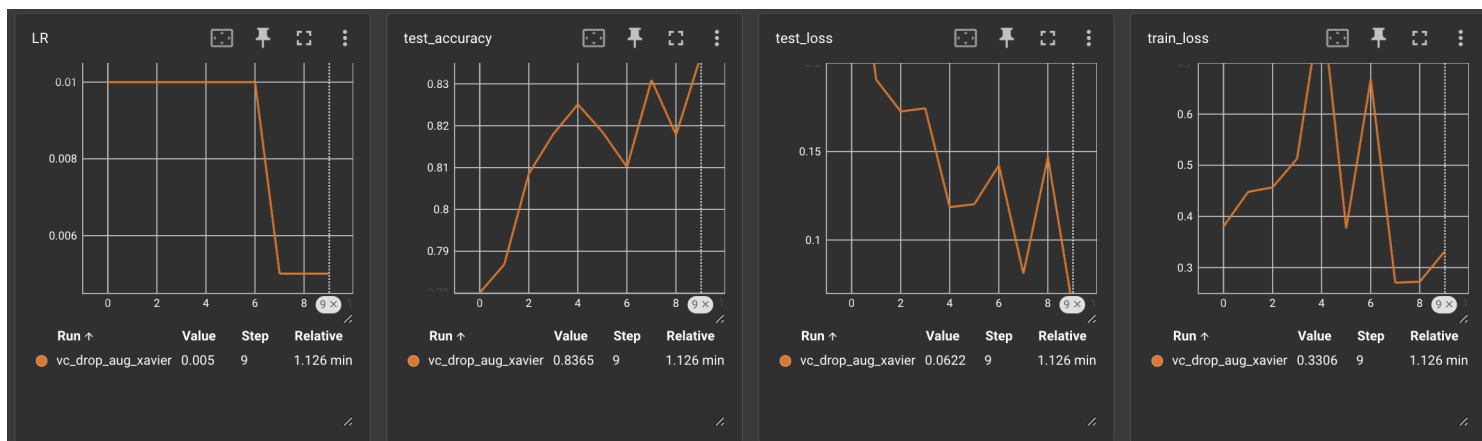 LR
0.01
0.008
0.006
0 2 4 6 9
Run ↑ Value Step Relative
vc_drop_aug_xavier 0.005 9 1.126 min
test_accuracy
0.83
0.82
0.81
0.8
0.79
0 2 4 6 8 9
Run ↑ Value Step Relative
vc_drop_aug_xavier 0.8365 9 1.126 min
test_loss
0.15
0.1
0 2 4 6 8 9
Run ↑ Value Step Relative
vc_drop_aug_xavier 0.0622 9 1.126 min
train_loss
0.6
0.5
0.4
0.3
0 2 4 6 8 9
Run ↑ Value Step Relative
vc_drop_aug_xavier 0.3306 9 1.126 min